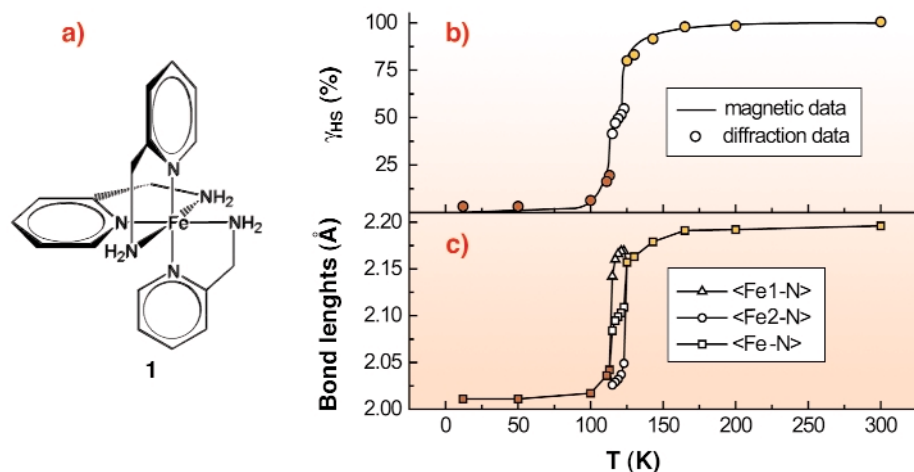 a)
N
NH₂
N
Fe
NH₂
H₂N
N
1
b)
100
75
50
25
γHS (%)
magnetic data
diffraction data
c)
2.20
2.15
2.10
2.05
2.00
Bond lenghts (Å)
<Fe1-N>
<Fe2-N>
<Fe-N>
0
50
100
150
200
250
300
T (K)